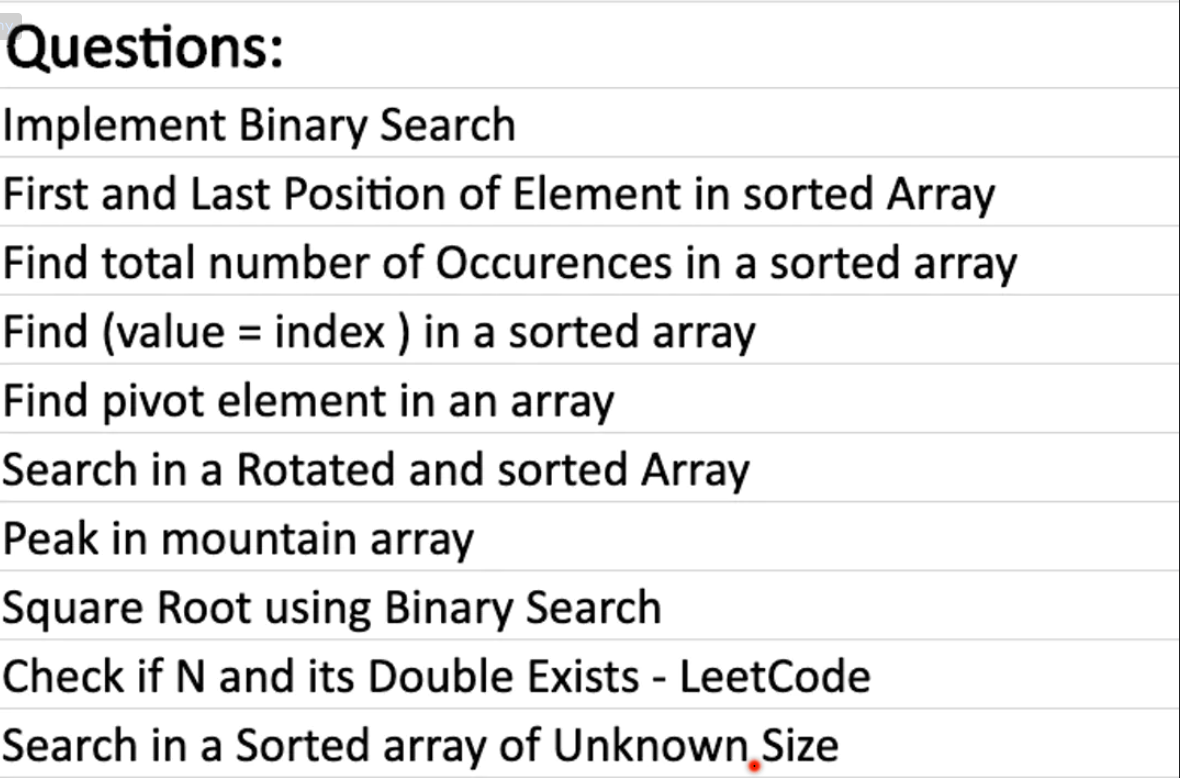 Questions:
Implement Binary Search
First and Last Position of Element in sorted Array
Find total number of Occurences in a sorted array
Find (value = index ) in a sorted array
Find pivot element in an array
Search in a Rotated and sorted Array
Peak in mountain array
Square Root using Binary Search
Check if N and its Double Exists - LeetCode
Search in a Sorted array of Unknown Size